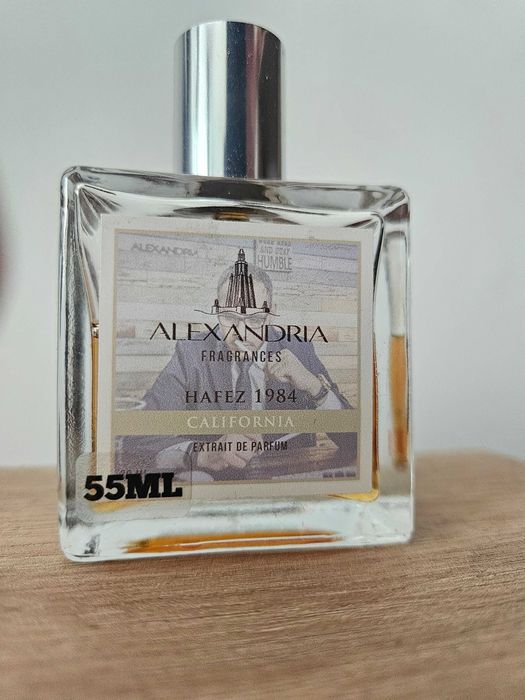 ALEXANDRIA
AND STAY
HUMBLE
ALEXANDRIA
FRAGRANCES
HAFEZ 1984
CALIFORNIA
EXTRAIT DE PARFUM
55ML